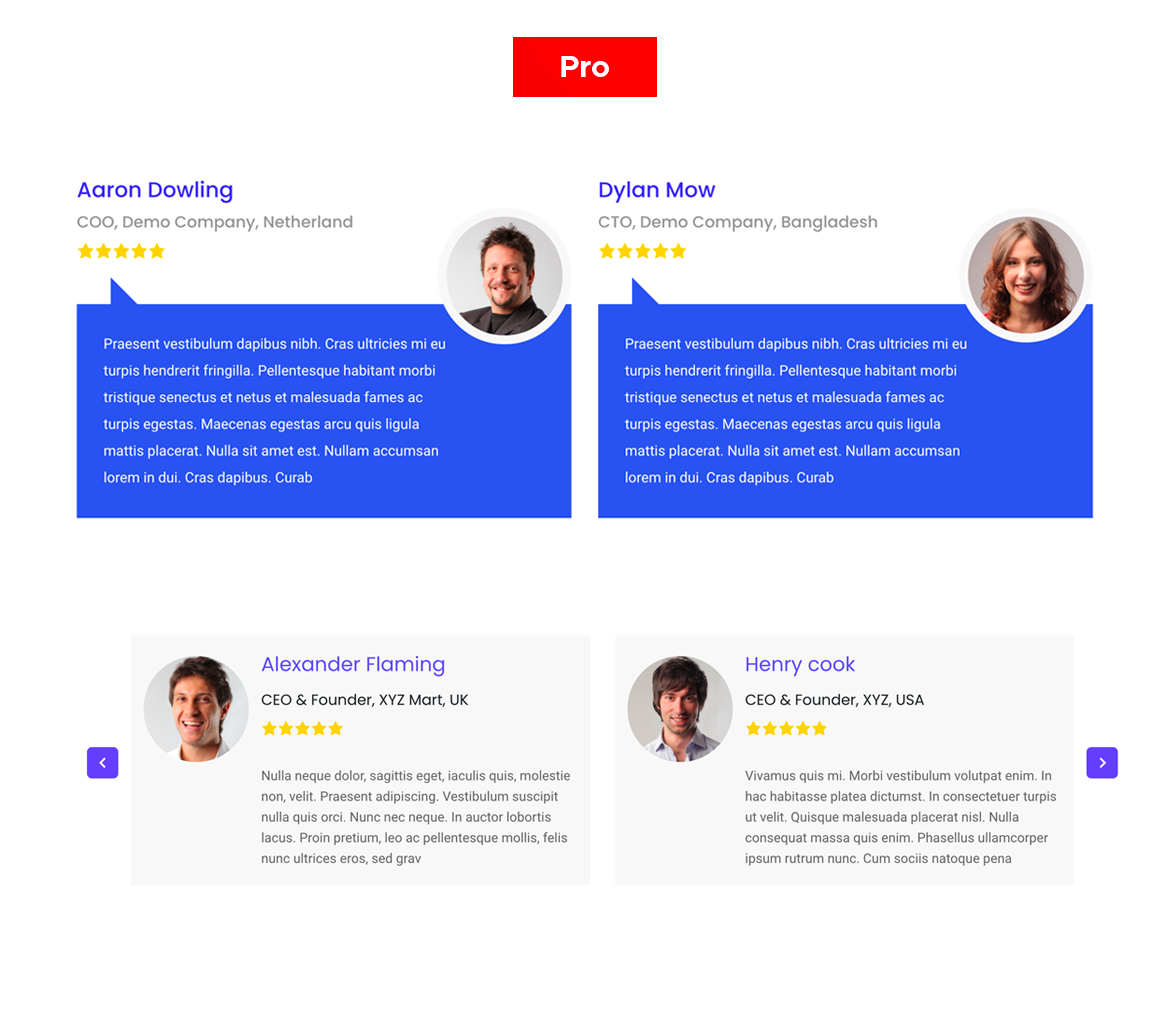 Pro
Aaron Dowling
COO, Demo Company, Netherland
Praesent vestibulum dapibus nibh. Cras ultricies mi eu
turpis hendrerit fringilla. Pellentesque habitant morbi
tristique senectus et netus et malesuada fames ac
turpis egestas. Maecenas egestas arcu quis ligula
mattis placerat. Nulla sit amet est. Nullam accumsan
lorem in dui. Cras dapibus. Curab
Dylan Mow
CTO, Demo Company, Bangladesh
Praesent vestibulum dapibus nibh. Cras ultricies mi eu
turpis hendrerit fringilla. Pellentesque habitant morbi
tristique senectus et netus et malesuada fames ac
turpis egestas. Maecenas egestas arcu quis ligula
mattis placerat. Nulla sit amet est. Nullam accumsan
lorem in dui. Cras dapibus. Curab
Alexander Flaming
CEO & Founder, XYZ Mart, UK
Nulla neque dolor, sagittis eget, iaculis quis, molestie
non, velit. Praesent adipiscing. Vestibulum suscipit
nulla quis orci. Nunc nec neque. In auctor lobortis
lacus. Proin pretium, leo ac pellentesque mollis, felis
nunc ultrices eros, sed grav
Henry cook
CEO & Founder, XYZ, USA
Vivamus quis mi. Morbi vestibulum volutpat enim. In
hac habitasse platea dictumst. In consectetuer turpis
ut velit. Quisque malesuada placerat nisl. Nulla
consequat massa quis enim. Phasellus ullamcorper
ipsum rutrum nunc. Cum sociis natoque pena